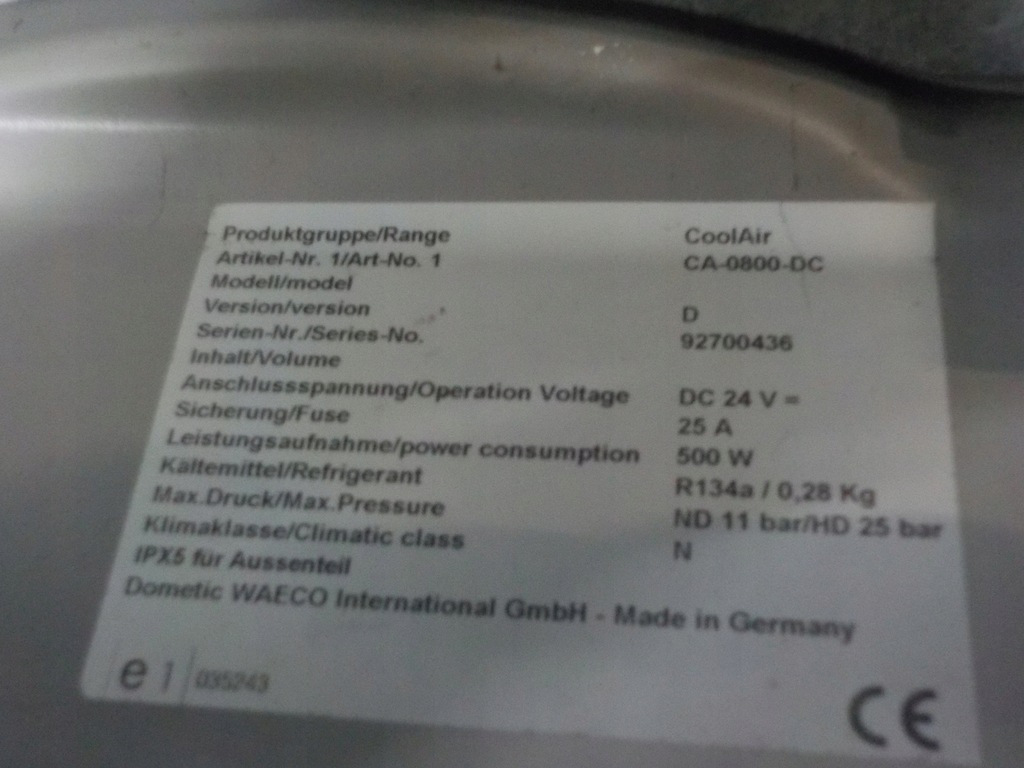 Produktgruppe/Range CoolAir
Artikel-Nr. 1/Art-No. 1 CA-0800-DC
Modell/model
Version/version D
Serien-Nr./Series-No. 92700436
Inhalt/Volume
Anschlussspannung/Operation Voltage DC 24 V =
Sicherung/Fuse 25 A
Leistungsaufnahme/power consumption 500 W
Kältemittel/Refrigerant R134a / 0,28 Kg
Max.Druck/Max.Pressure ND 11 bar/HD 25 bar
Klimaklasse/Climatic class N
IPX5 für Aussenteil
Dometic WAECO International GmbH - Made in Germany
e1 035243
CE